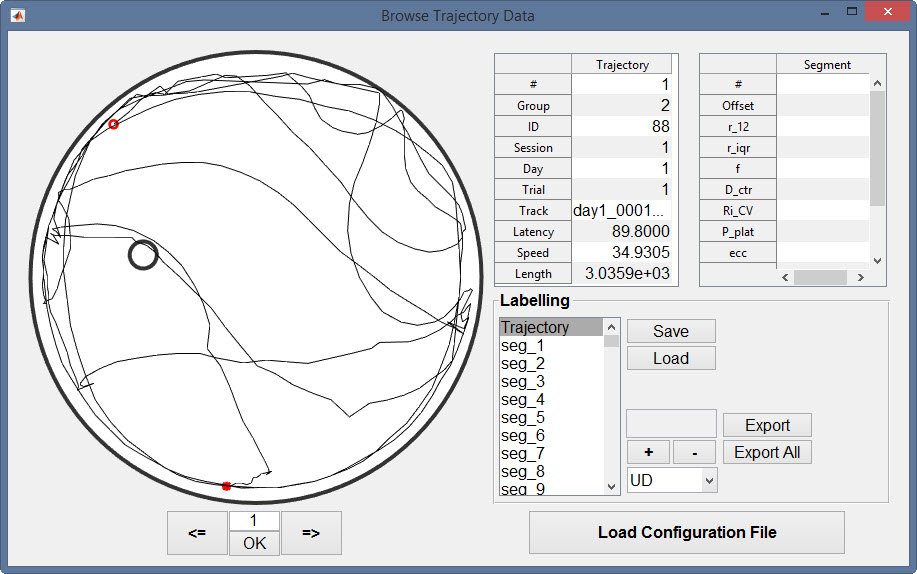 Browse Trajectory Data
Trajectory
# 1
Group 2
ID 88
Session 1
Day 1
Trial 1
Track day1_0001...
Latency 89.8000
Speed 34.9305
Length 3.0359e+03
Segment
#
Offset
r_12
r_iqr
f
D_ctr
Ri_CV
P_plat
ecc
Labelling
Trajectory
seg_1
seg_2
seg_3
seg_4
seg_5
seg_6
seg_7
seg_8
seg_9
Save
Load
Export
+ - Export All
UD
<= 1 =>
OK
Load Configuration File